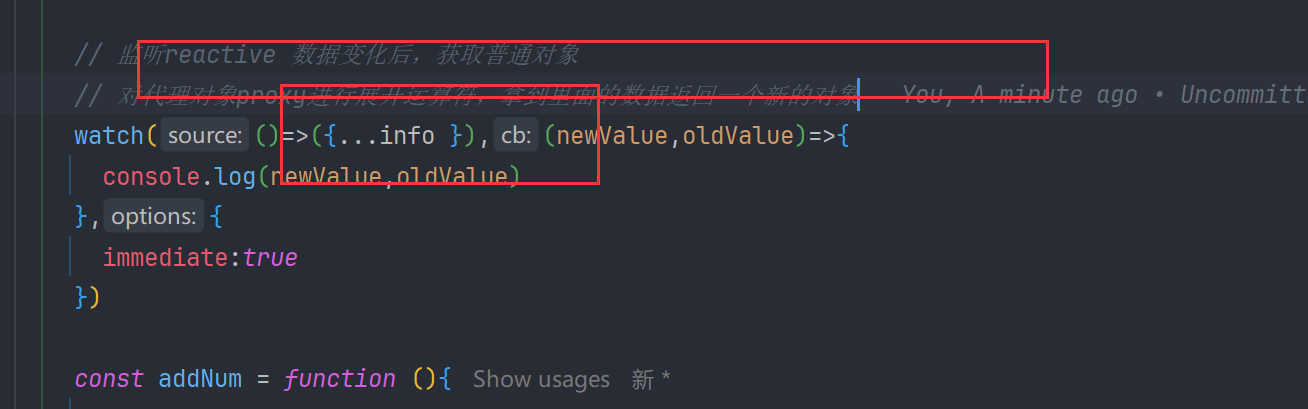 // 监听reactive 数据变化后，获取普通对象
// 对代理对象proxy进行展开运算符，拿到里面的数据返回一个新的对象 You, A minute ago • Uncommitt
watch( source: ()=>({...info }), cb: (newValue,oldValue)=>{
console.log(newValue,oldValue)
}, options: {
immediate:true
})
const addNum = function (){ Show usages 新 *